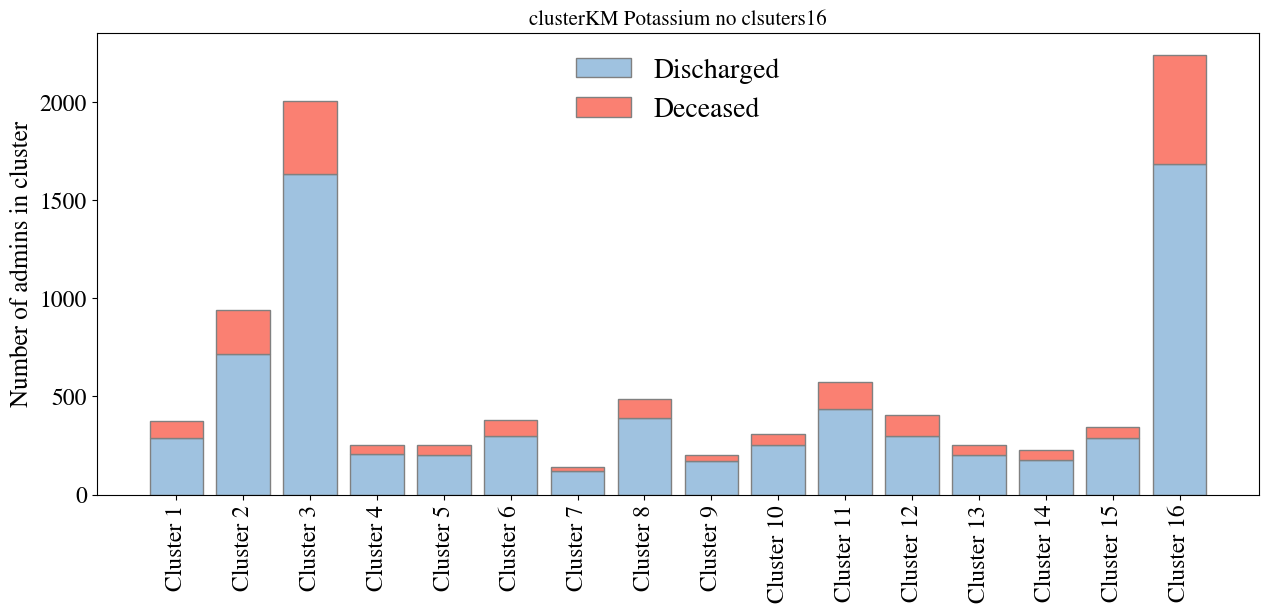 clusterKM Potassium no clsuters16
Discharged
Deceased
Number of admins in cluster
2000
1500
1000
500
0
Cluster 1
Cluster 2
Cluster 3
Cluster 4
Cluster 5
Cluster 6
Cluster 7
Cluster 8
Cluster 9
Cluster 10
Cluster 11
Cluster 12
Cluster 13
Cluster 14
Cluster 15
Cluster 16